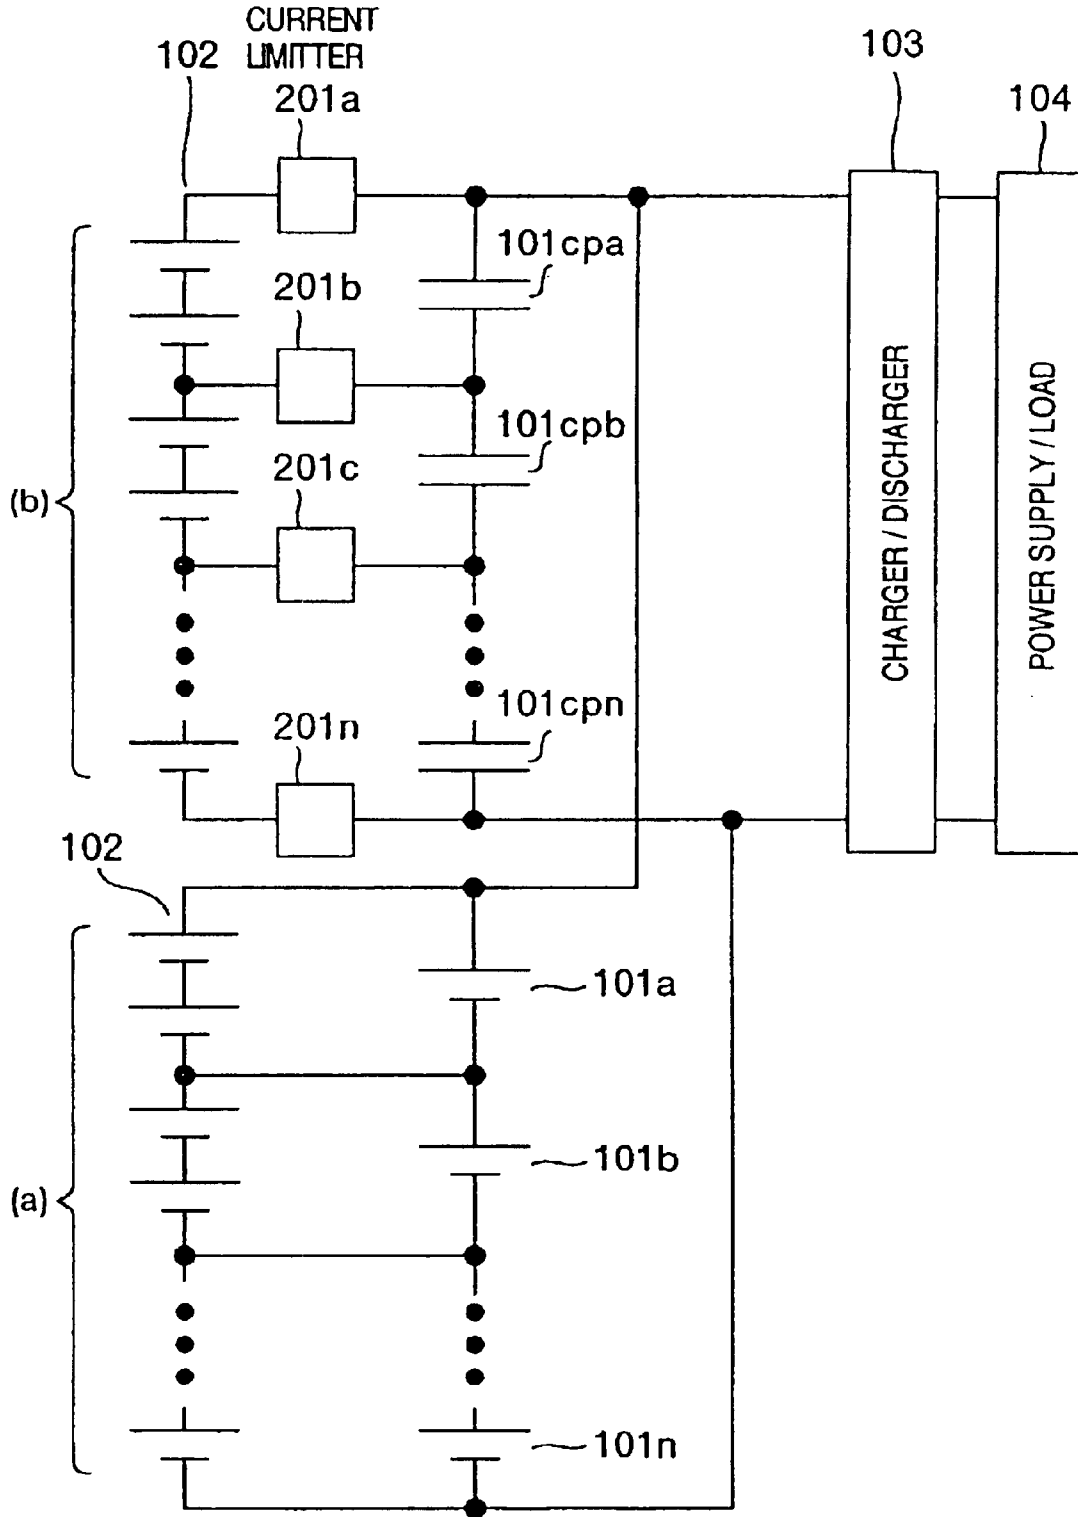 CURRENT
LIMITTER
102
103
201a
104
101cpa
201b
101cpb
201c
(b)
CHARGER / DISCHARGER
POWER SUPPLY / LOAD
101cpn
201n
102
101a
101b
(a)
101n